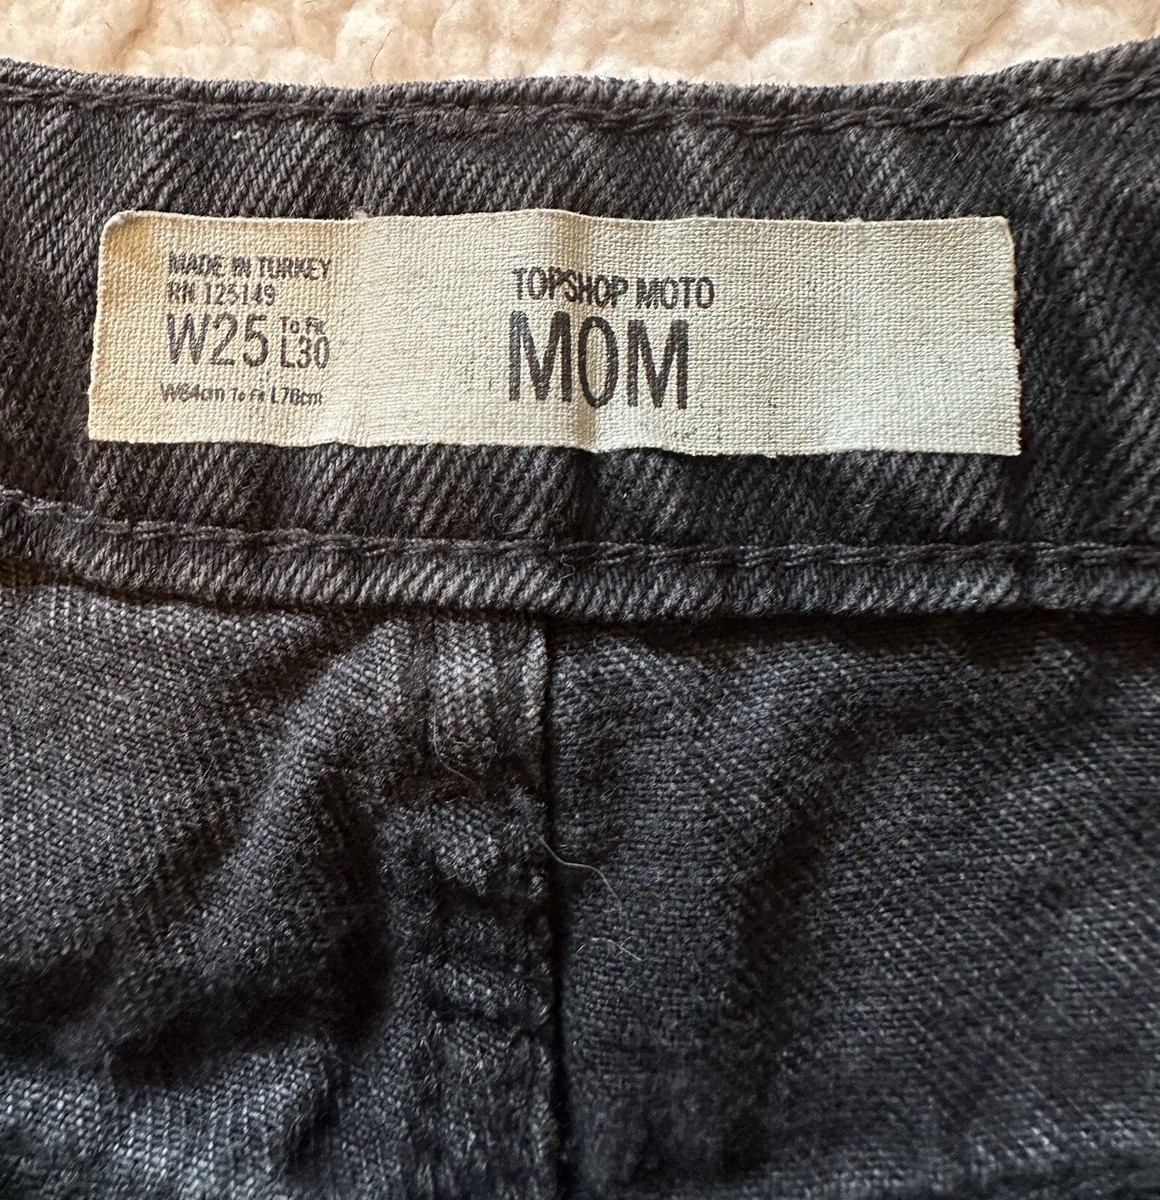 MADE IN TURKEY
RN 125149
W25 To Fit L30
W64cm To Fit L76cm
TOPSHOP MOTO
MOM